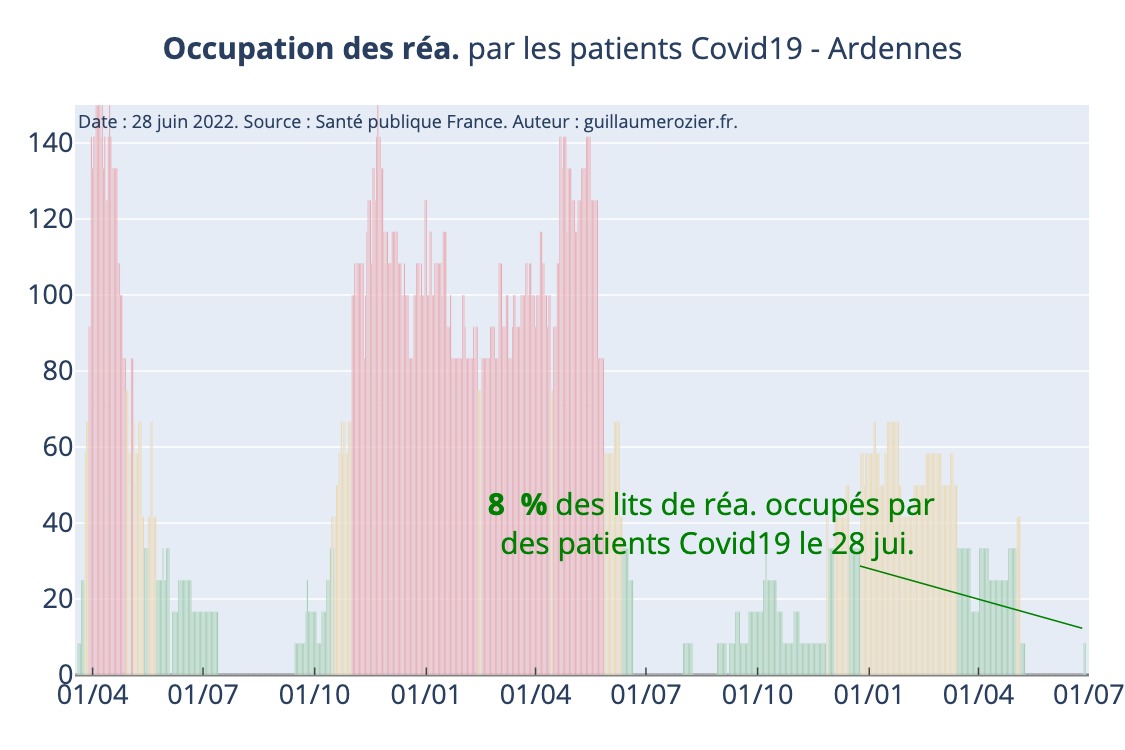 Occupation des réa. par les patients Covid19 - Ardennes
Date : 28 juin 2022. Source : Santé publique France. Auteur : guillaumerozier.fr.
140
120
100
80
60
40
20
0
8 % des lits de réa. occupés par
des patients Covid19 le 28 jui.
01/04 01/07 01/10 01/01 01/04 01/07 01/10 01/01 01/04 01/07